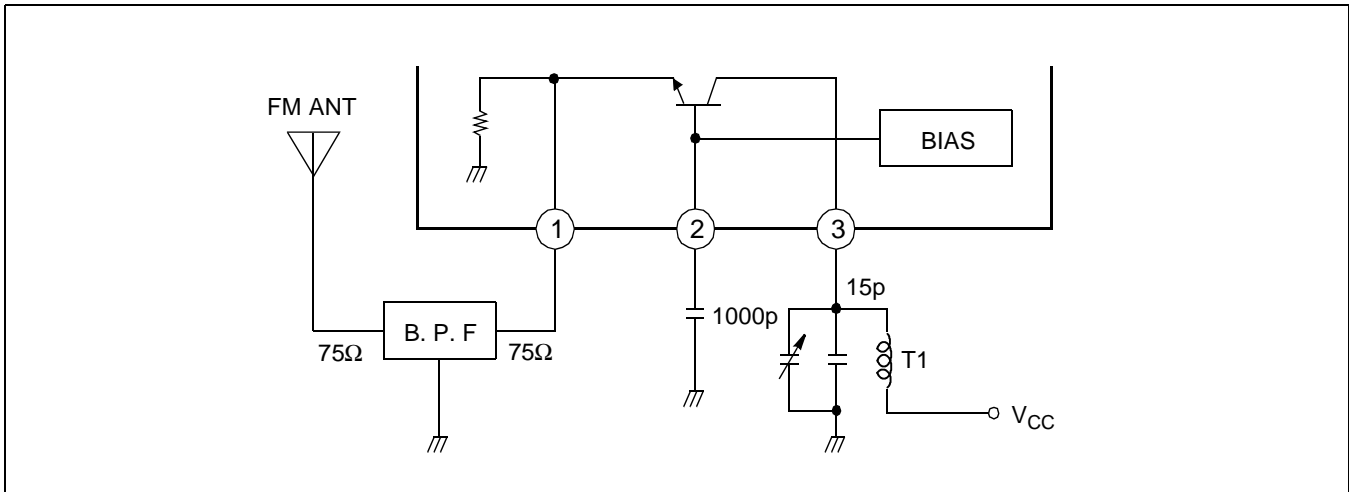 FM ANT
BIAS
1
2
3
15p
1000p
B. P. F
75Ω
75Ω
T1
VCC